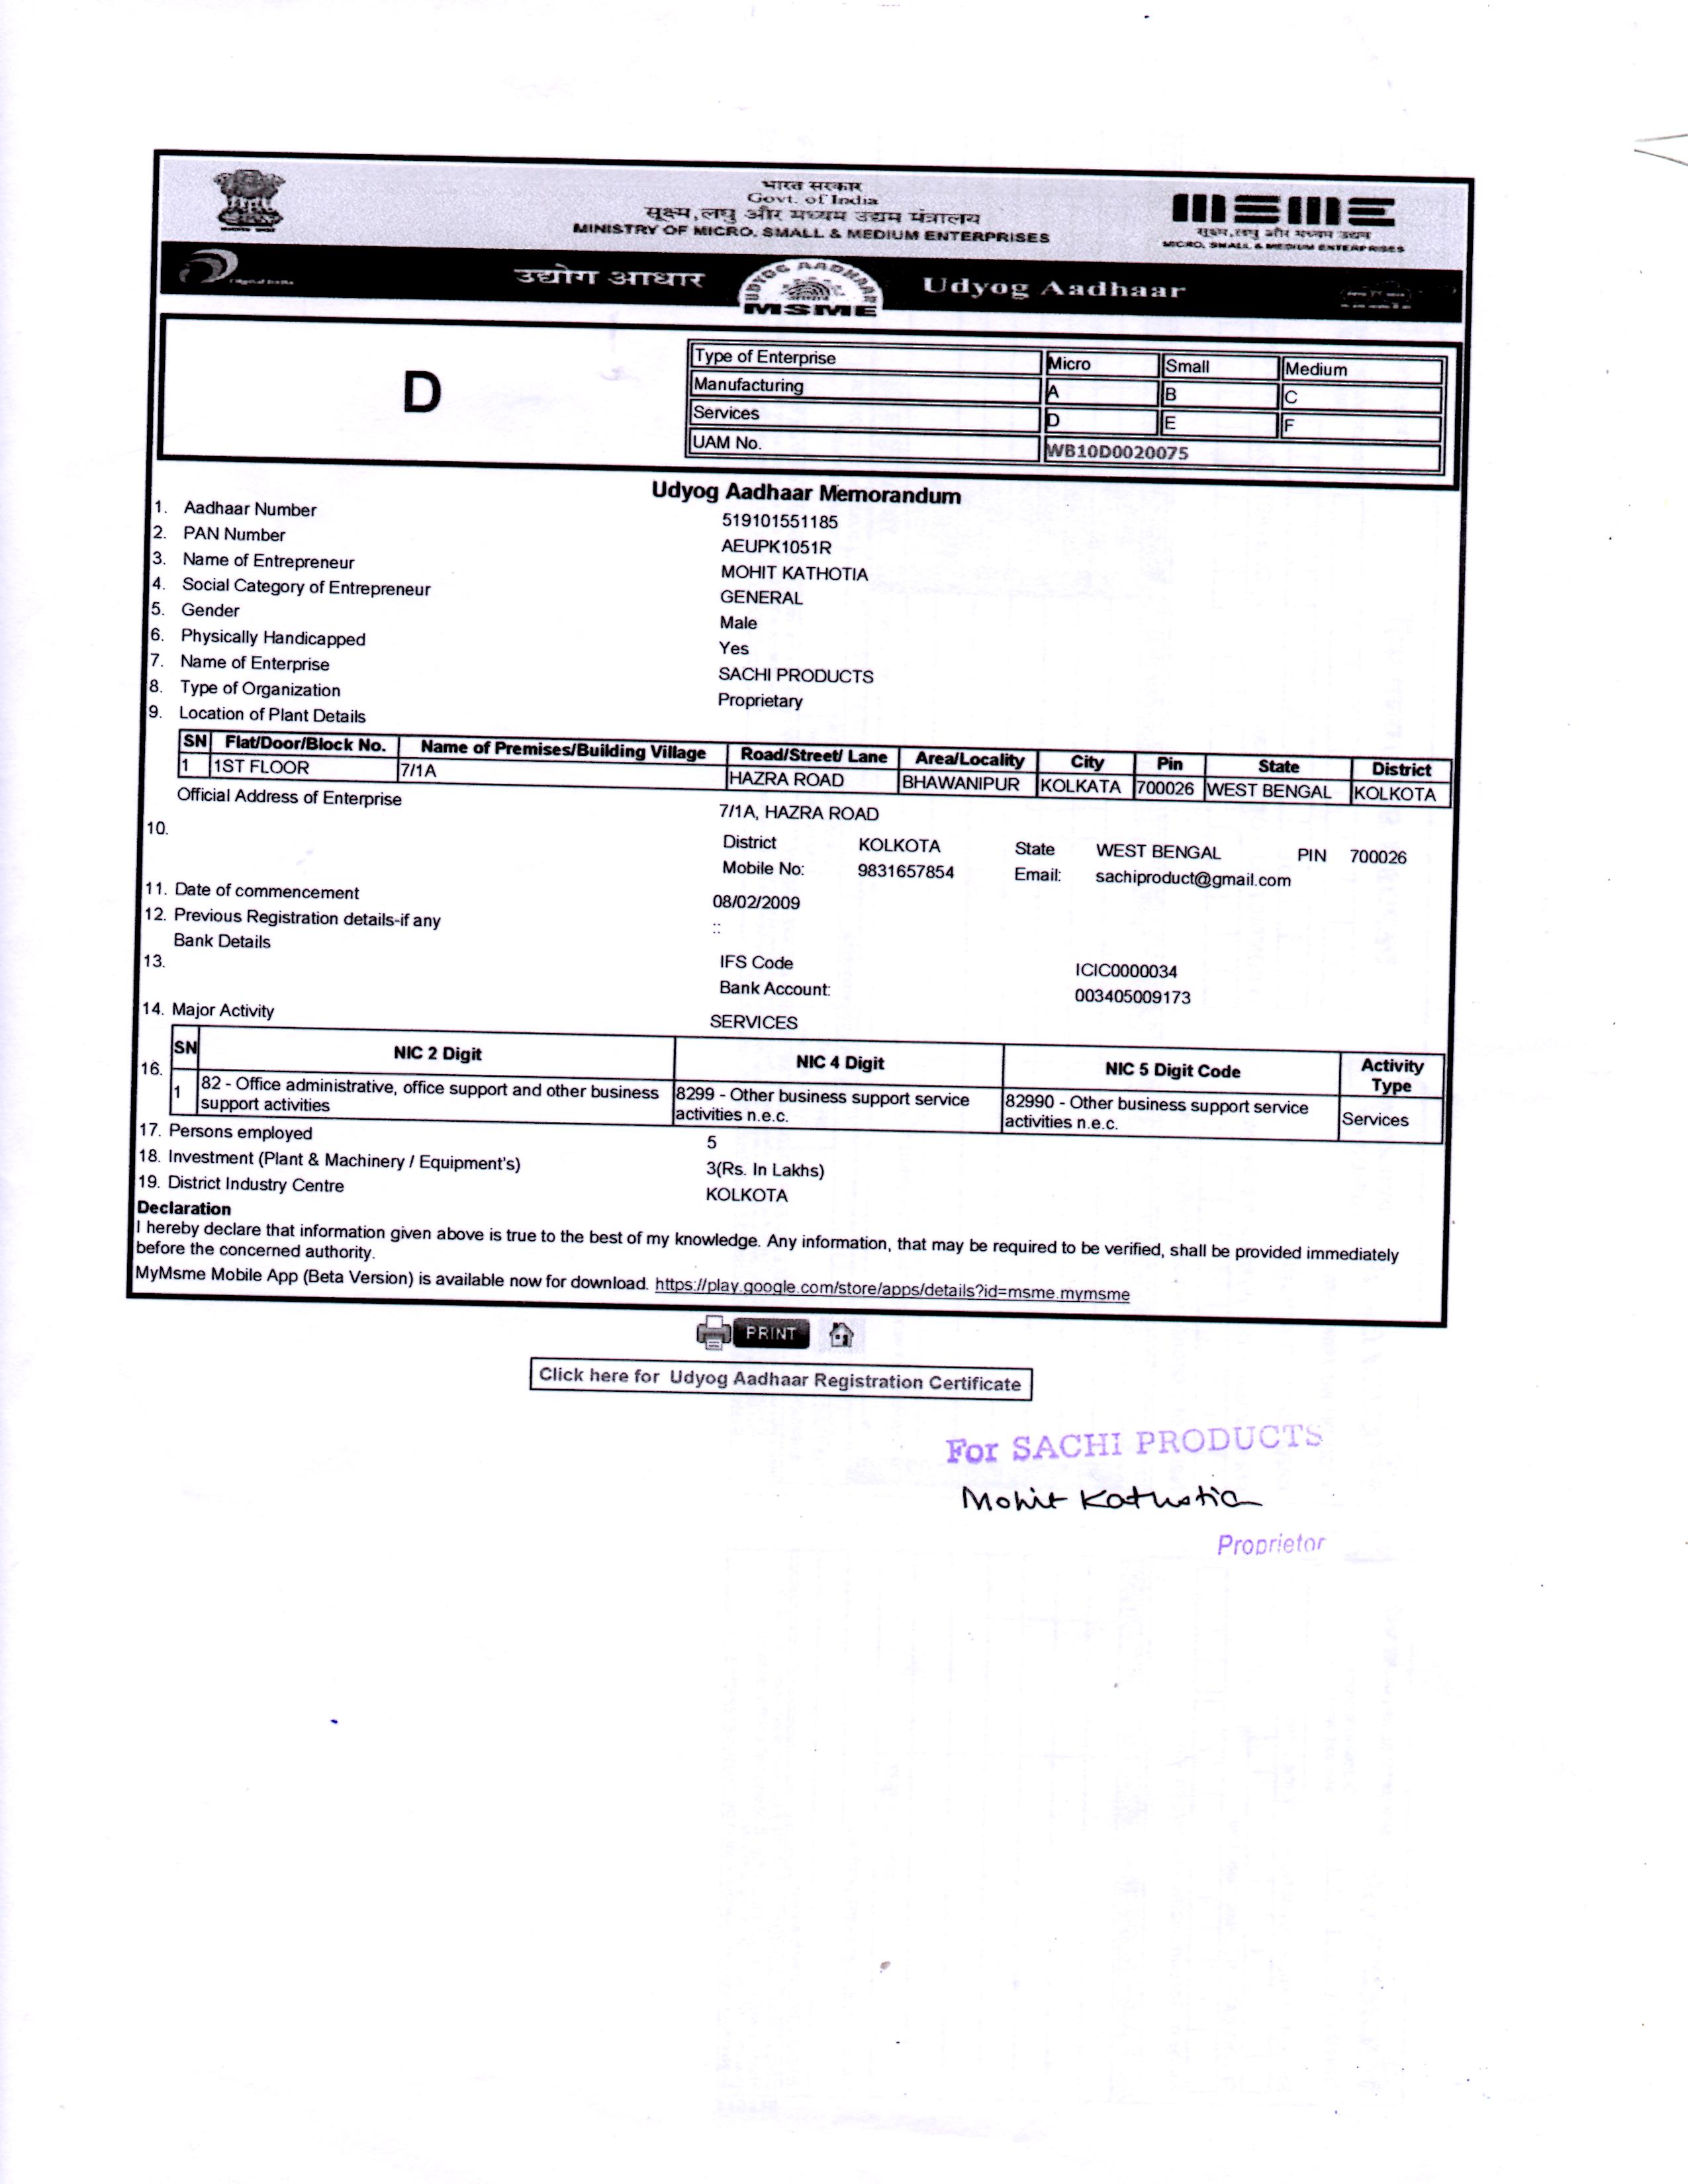 भारत सरकार
Govt. of India
सूक्ष्म,लघु और मध्यम उद्यम मंत्रालय
MINISTRY OF MICRO, SMALL & MEDIUM ENTERPRISES
MSME
सूक्ष्म,लघु और मध्यम उद्यम
MICRO, SMALL & MEDIUM ENTERPRISES
Digital India
उद्योग आधार
UDYOG AADHAAR
MSME
Udyog Aadhaar
D
Type of Enterprise Micro Small Medium
Manufacturing A B C
Services D E F
UAM No. WB10D0020075
Udyog Aadhaar Memorandum
1. Aadhaar Number 519101551185
2. PAN Number AEUPK1051R
3. Name of Entrepreneur MOHIT KATHOTIA
4. Social Category of Entrepreneur GENERAL
5. Gender Male
6. Physically Handicapped Yes
7. Name of Enterprise SACHI PRODUCTS
8. Type of Organization Proprietary
9. Location of Plant Details
SN Flat/Door/Block No. Name of Premises/Building Village Road/Street/ Lane Area/Locality City Pin State District
1 1ST FLOOR 7/1A HAZRA ROAD BHAWANIPUR KOLKATA 700026 WEST BENGAL KOLKOTA
Official Address of Enterprise 7/1A, HAZRA ROAD
10. District KOLKOTA State WEST BENGAL PIN 700026
Mobile No: 9831657854 Email: sachiproduct@gmail.com
11. Date of commencement 08/02/2009
12. Previous Registration details-if any ::
Bank Details
13. IFS Code ICIC0000034
Bank Account: 003405009173
14. Major Activity SERVICES
16. SN NIC 2 Digit NIC 4 Digit NIC 5 Digit Code Activity Type
1 82 - Office administrative, office support and other business support activities 8299 - Other business support service activities n.e.c. 82990 - Other business support service activities n.e.c. Services
17. Persons employed 5
18. Investment (Plant & Machinery / Equipment's) 3(Rs. In Lakhs)
19. District Industry Centre KOLKOTA
Declaration
I hereby declare that information given above is true to the best of my knowledge. Any information, that may be required to be verified, shall be provided immediately
before the concerned authority.
MyMsme Mobile App (Beta Version) is available now for download. https://play.google.com/store/apps/details?id=msme.mymsme
PRINT
Click here for Udyog Aadhaar Registration Certificate
For SACHI PRODUCTS
Mohit Kathotia
Proprietor